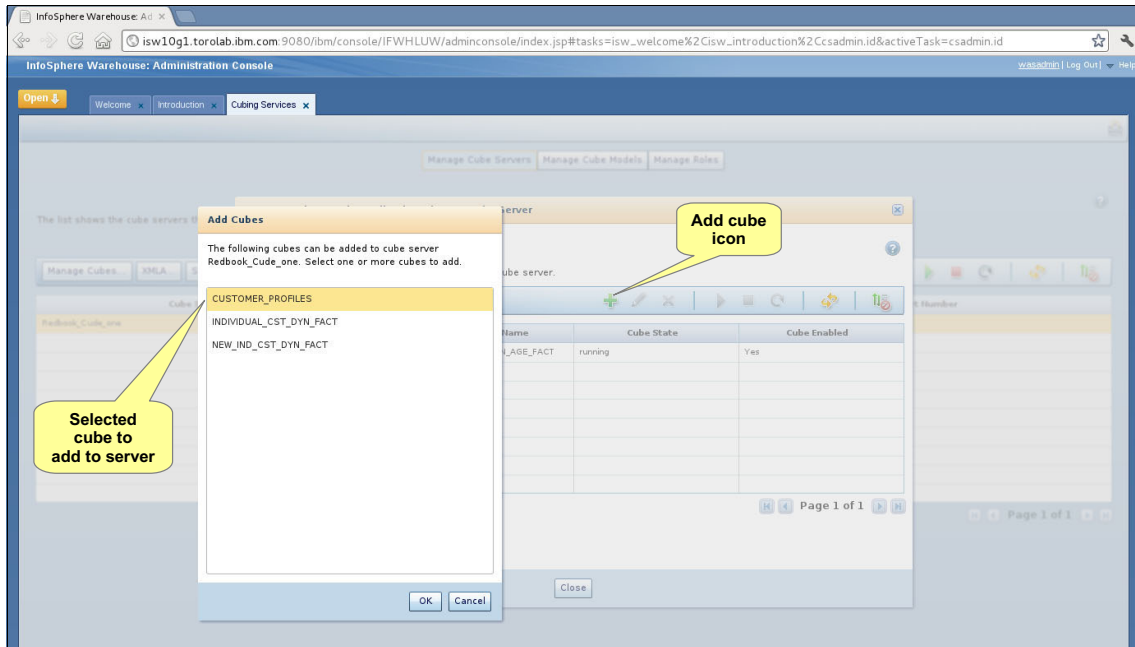 InfoSphere Warehouse: Ad
isw10g1.torolab.ibm.com:9080/ibm/console/IFWHLUW/adminconsole/index.jsp#tasks=isw_welcome%2Cisw_introduction%2Ccsadmin.id&activeTask=csadmin.id
InfoSphere Warehouse: Administration Console
wasadmin | Log Out | Help
Open
Welcome x Introduction x Cubing Services x
Manage Cube Servers Manage Cube Models Manage Roles
The list shows the cube servers
Server
Add Cubes
The following cubes can be added to cube server
Redbook_Cude_one. Select one or more cubes to add.
Add cube
icon
cube server.
Manage Cubes... XMLA...
CUSTOMER_PROFILES
INDIVIDUAL_CST_DYN_FACT
NEW_IND_CST_DYN_FACT
Cube
Number
Name Cube State Cube Enabled
Redbook_Cude_one
_AGE_FACT running Yes
Selected
cube to
add to server
Page 1 of 1
Page 1 of 1
Close
OK Cancel